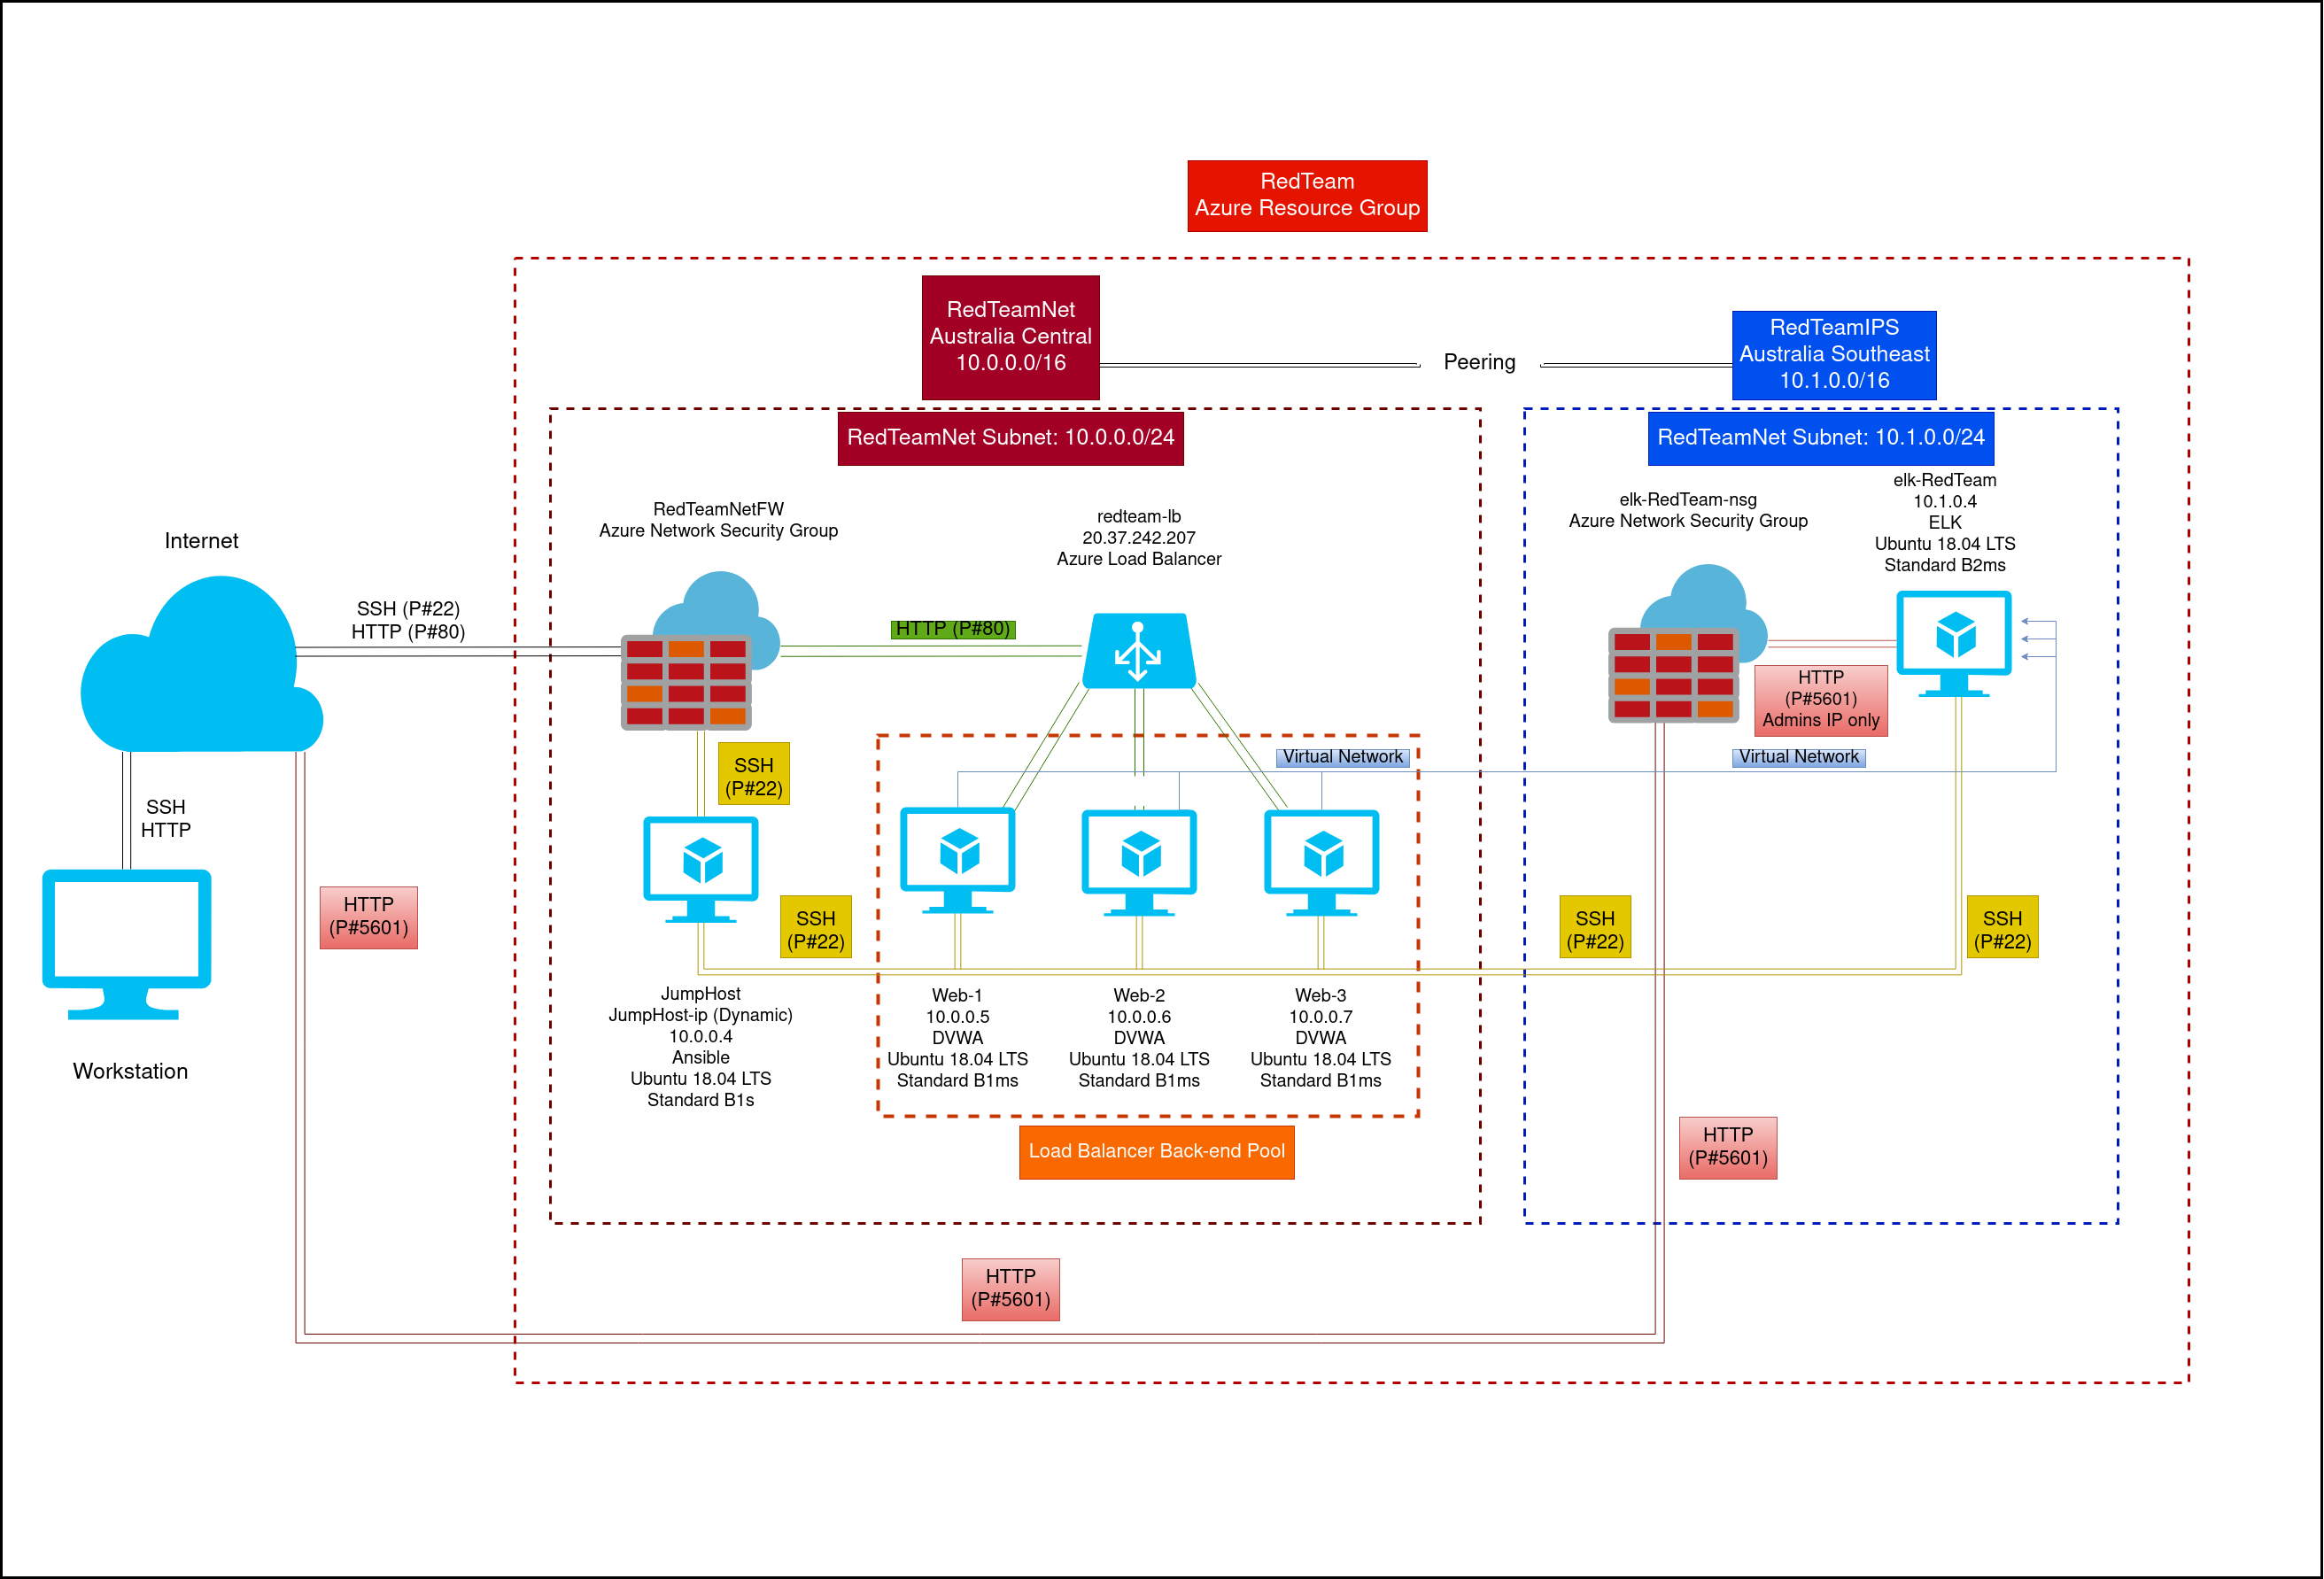 RedTeam
Azure Resource Group
RedTeamNet
Australia Central
10.0.0.0/16
Peering
RedTeamIPS
Australia Southeast
10.1.0.0/16
RedTeamNet Subnet: 10.0.0.0/24
RedTeamNet Subnet: 10.1.0.0/24
RedTeamNetFW
Azure Network Security Group
redteam-lb
20.37.242.207
Azure Load Balancer
elk-RedTeam-nsg
Azure Network Security Group
elk-RedTeam
10.1.0.4
ELK
Ubuntu 18.04 LTS
Standard B2ms
Internet
SSH (P#22)
HTTP (P#80)
HTTP (P#80)
HTTP
(P#5601)
Admins IP only
SSH
(P#22)
Virtual Network
Virtual Network
SSH
HTTP
HTTP
(P#5601)
SSH
(P#22)
SSH
(P#22)
SSH
(P#22)
Workstation
JumpHost
JumpHost-ip (Dynamic)
10.0.0.4
Ansible
Ubuntu 18.04 LTS
Standard B1s
Web-1
10.0.0.5
DVWA
Ubuntu 18.04 LTS
Standard B1ms
Web-2
10.0.0.6
DVWA
Ubuntu 18.04 LTS
Standard B1ms
Web-3
10.0.0.7
DVWA
Ubuntu 18.04 LTS
Standard B1ms
Load Balancer Back-end Pool
HTTP
(P#5601)
HTTP
(P#5601)